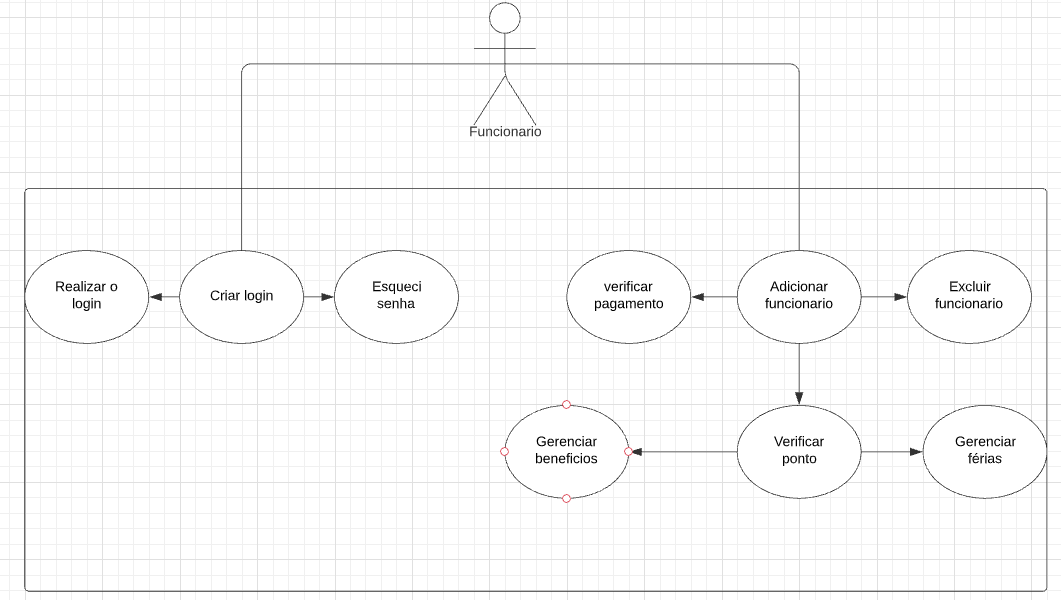 Funcionario
Realizar o
login
Criar login
Esqueci
senha
verificar
pagamento
Adicionar
funcionario
Excluir
funcionario
Gerenciar
beneficios
Verificar
ponto
Gerenciar
férias